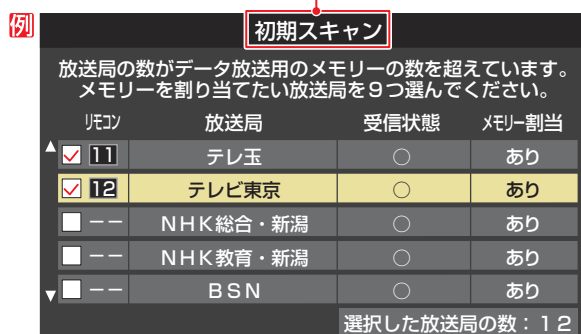 例
初期スキャン
放送局の数がデータ放送用のメモリーの数を超えています。
メモリーを割り当てたい放送局を9つ選んでください。
リモコン 放送局 受信状態 メモリー割当
11 テレ玉 ○ あり
12 テレビ東京 ○ あり
−− NHK総合・新潟 ○ あり
−− NHK教育・新潟 ○ あり
−− BSN ○ あり
選択した放送局の数:12